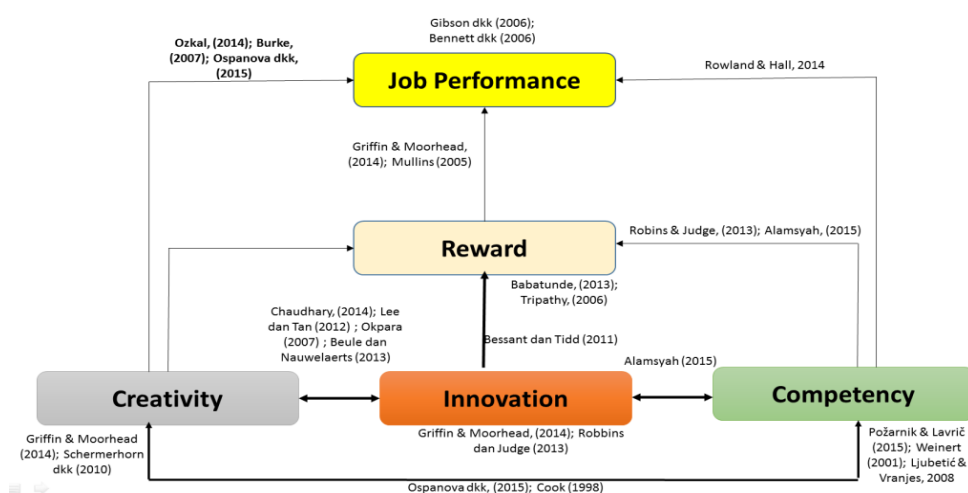 Gibson dkk (2006);
Bennett dkk (2006)
Ozkal, (2014); Burke,
(2007); Ospanova dkk,
(2015)
Job Performance
Rowland & Hall, 2014
Griffin & Moorhead,
(2014); Mullins (2005)
Reward
Robins & Judge, (2013); Alamsyah, (2015)
Babatunde, (2013);
Tripathy, (2006)
Chaudhary, (2014); Lee
dan Tan (2012) ; Okpara
(2007) ; Beule dan
Nauwelaerts (2013)
Bessant dan Tidd (2011)
Alamsyah (2015)
Creativity
Innovation
Competency
Griffin & Moorhead
(2014); Schermerhorn
dkk (2010)
Griffin & Moorhead, (2014); Robbins
dan Judge (2013)
Požarnik & Lavrič
(2015); Weinert
(2001); Ljubetić &
Vranjes, 2008
Ospanova dkk, (2015); Cook (1998)